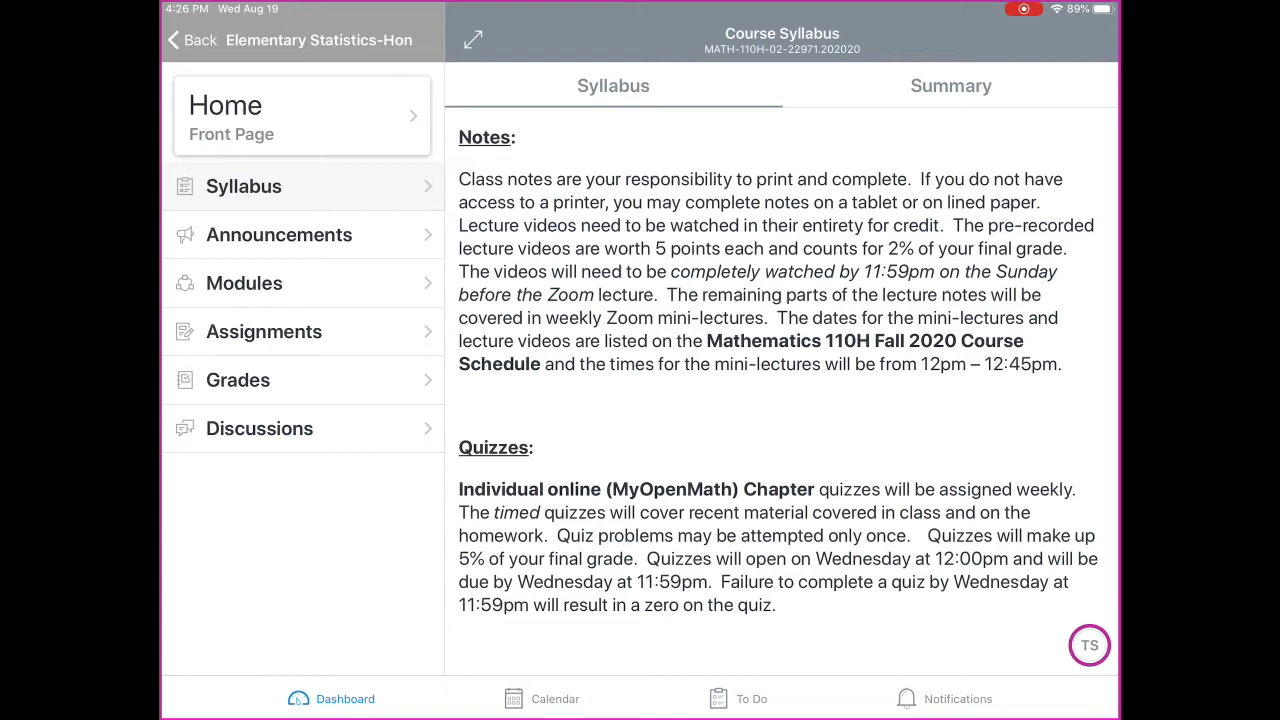 4:26 PM Wed Aug 19
89%
Back Elementary Statistics-Hon
Course Syllabus
MATH-110H-02-22971.202020
Home
Front Page
Syllabus
Announcements
Modules
Assignments
Grades
Discussions
Syllabus Summary
Notes:
Class notes are your responsibility to print and complete. If you do not have
access to a printer, you may complete notes on a tablet or on lined paper.
Lecture videos need to be watched in their entirety for credit. The pre-recorded
lecture videos are worth 5 points each and counts for 2% of your final grade.
The videos will need to be completely watched by 11:59pm on the Sunday
before the Zoom lecture. The remaining parts of the lecture notes will be
covered in weekly Zoom mini-lectures. The dates for the mini-lectures and
lecture videos are listed on the Mathematics 110H Fall 2020 Course
Schedule and the times for the mini-lectures will be from 12pm – 12:45pm.
Quizzes:
Individual online (MyOpenMath) Chapter quizzes will be assigned weekly.
The timed quizzes will cover recent material covered in class and on the
homework. Quiz problems may be attempted only once. Quizzes will make up
5% of your final grade. Quizzes will open on Wednesday at 12:00pm and will be
due by Wednesday at 11:59pm. Failure to complete a quiz by Wednesday at
11:59pm will result in a zero on the quiz.
TS
Dashboard Calendar To Do Notifications